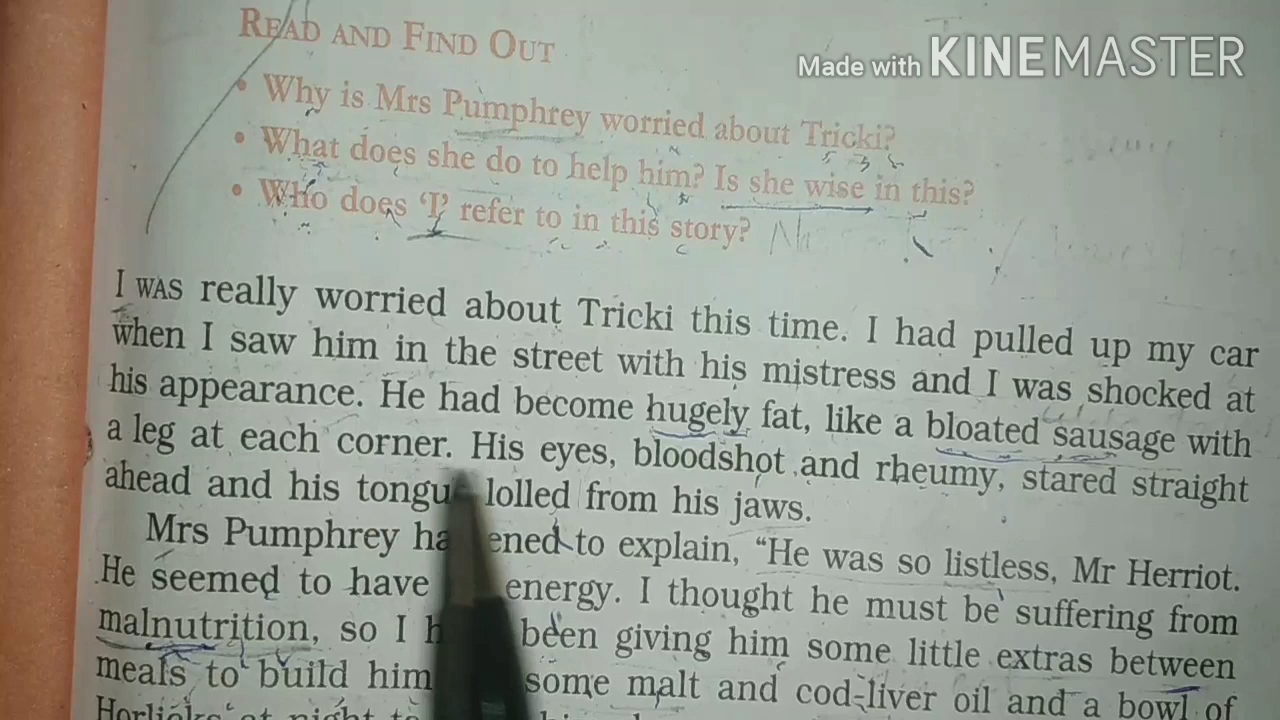 Made with KINEMASTER
READ AND FIND OUT
• Why is Mrs Pumphrey worried about Tricki?
• What does she do to help him? Is she wise in this?
• Who does ‘I’ refer to in this story?
I WAS really worried about Tricki this time. I had pulled up my car
when I saw him in the street with his mistress and I was shocked at
his appearance. He had become hugely fat, like a bloated sausage with
a leg at each corner. His eyes, bloodshot and rheumy, stared straight
ahead and his tongue lolled from his jaws.
Mrs Pumphrey to explain, “He was so listless, Mr Herriot.
He seemed to have energy. I thought he must be suffering from
malnutrition, so I been giving him some little extras between
meals to build him some malt and cod-liver oil and a bowl of
Horlicks at night to